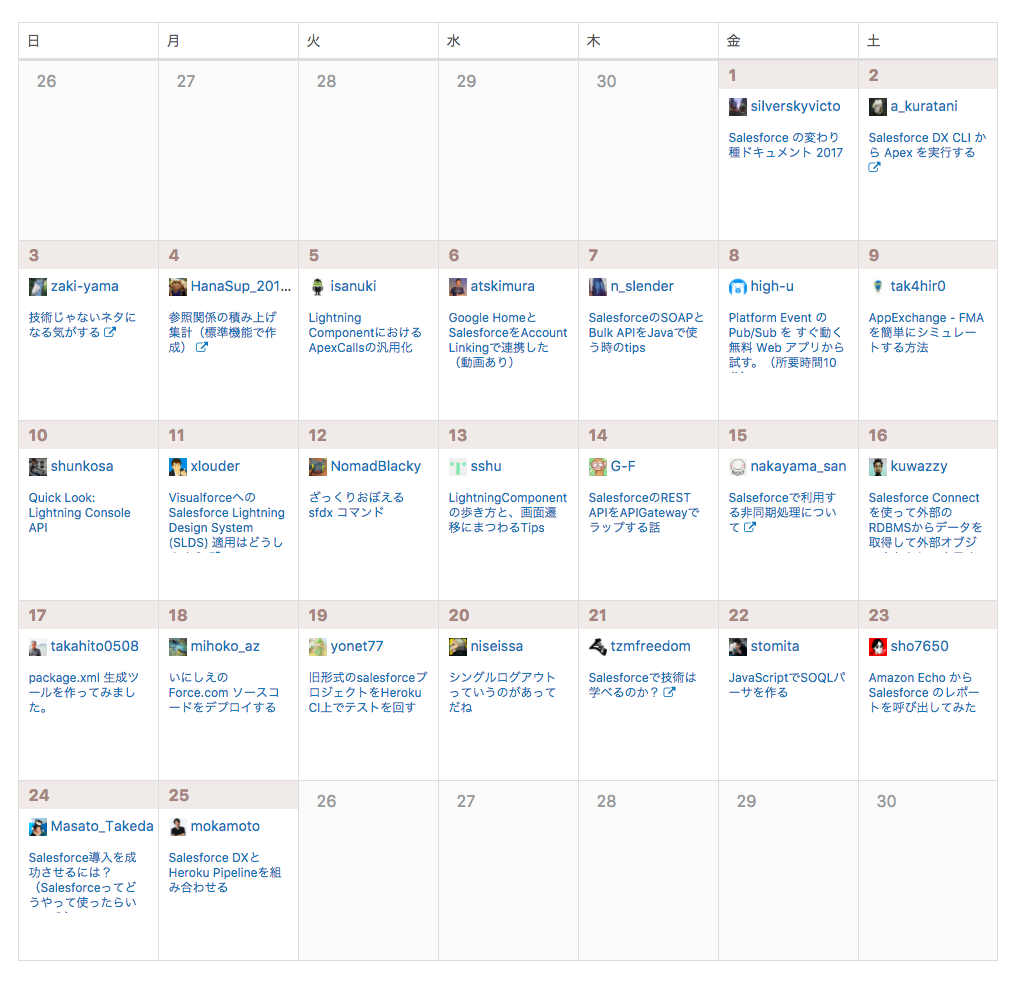 日 月 火 水 木 金 土
26 27 28 29 30 1 2
silverskyvicto
Salesforce の変わり
種ドキュメント 2017
a_kuratani
Salesforce DX CLI か
ら Apex を実行する
3 4 5 6 7 8 9
zaki-yama
技術じゃないネタに
なる気がする
HanaSup_201...
参照関係の積み上げ
集計（標準機能で作
成）
isanuki
Lightning
Componentにおける
ApexCallsの汎用化
atskimura
Google Homeと
SalesforceをAccount
Linkingで連携した
（動画あり）
n_slender
SalesforceのSOAPと
Bulk APIをJavaで使
う時のtips
high-u
Platform Event の
Pub/Sub を すぐ動く
無料 Web アプリから
試す。（所要時間10
tak4hir0
AppExchange - FMA
を簡単にシミュレー
トする方法
10 11 12 13 14 15 16
shunkosa
Quick Look:
Lightning Console
API
xlouder
Visualforceへの
Salesforce Lightning
Design System
(SLDS) 適用はどうし
NomadBlacky
ざっくりおぼえる
sfdx コマンド
sshu
LightningComponent
の歩き方と、画面遷
移にまつわるTips
G-F
SalesforceのREST
APIをAPIGatewayで
ラップする話
nakayama_san
Salseforceで利用す
る非同期処理につい
て
kuwazzy
Salesforce Connect
を使って外部の
RDBMSからデータを
取得して外部オブジ
17 18 19 20 21 22 23
takahito0508
package.xml 生成ツ
ールを作ってみまし
た。
mihoko_az
いにしえの
Force.com ソースコ
ードをデプロイする
yonet77
旧形式のsalesforceプ
ロジェクトをHeroku
CI上でテストを回す
niseissa
シングルログアウト
っていうのがあって
だね
tzmfreedom
Salesforceで技術は
学べるのか？
stomita
JavaScriptでSOQLパ
ーサを作る
sho7650
Amazon Echo から
Salesforce のレポー
トを呼び出してみた
24 25 26 27 28 29 30
Masato_Takeda
Salesforce導入を成
功させるには？
（Salesforceってど
うやって使ったらい
mokamoto
Salesforce DXと
Heroku Pipelineを組
み合わせる